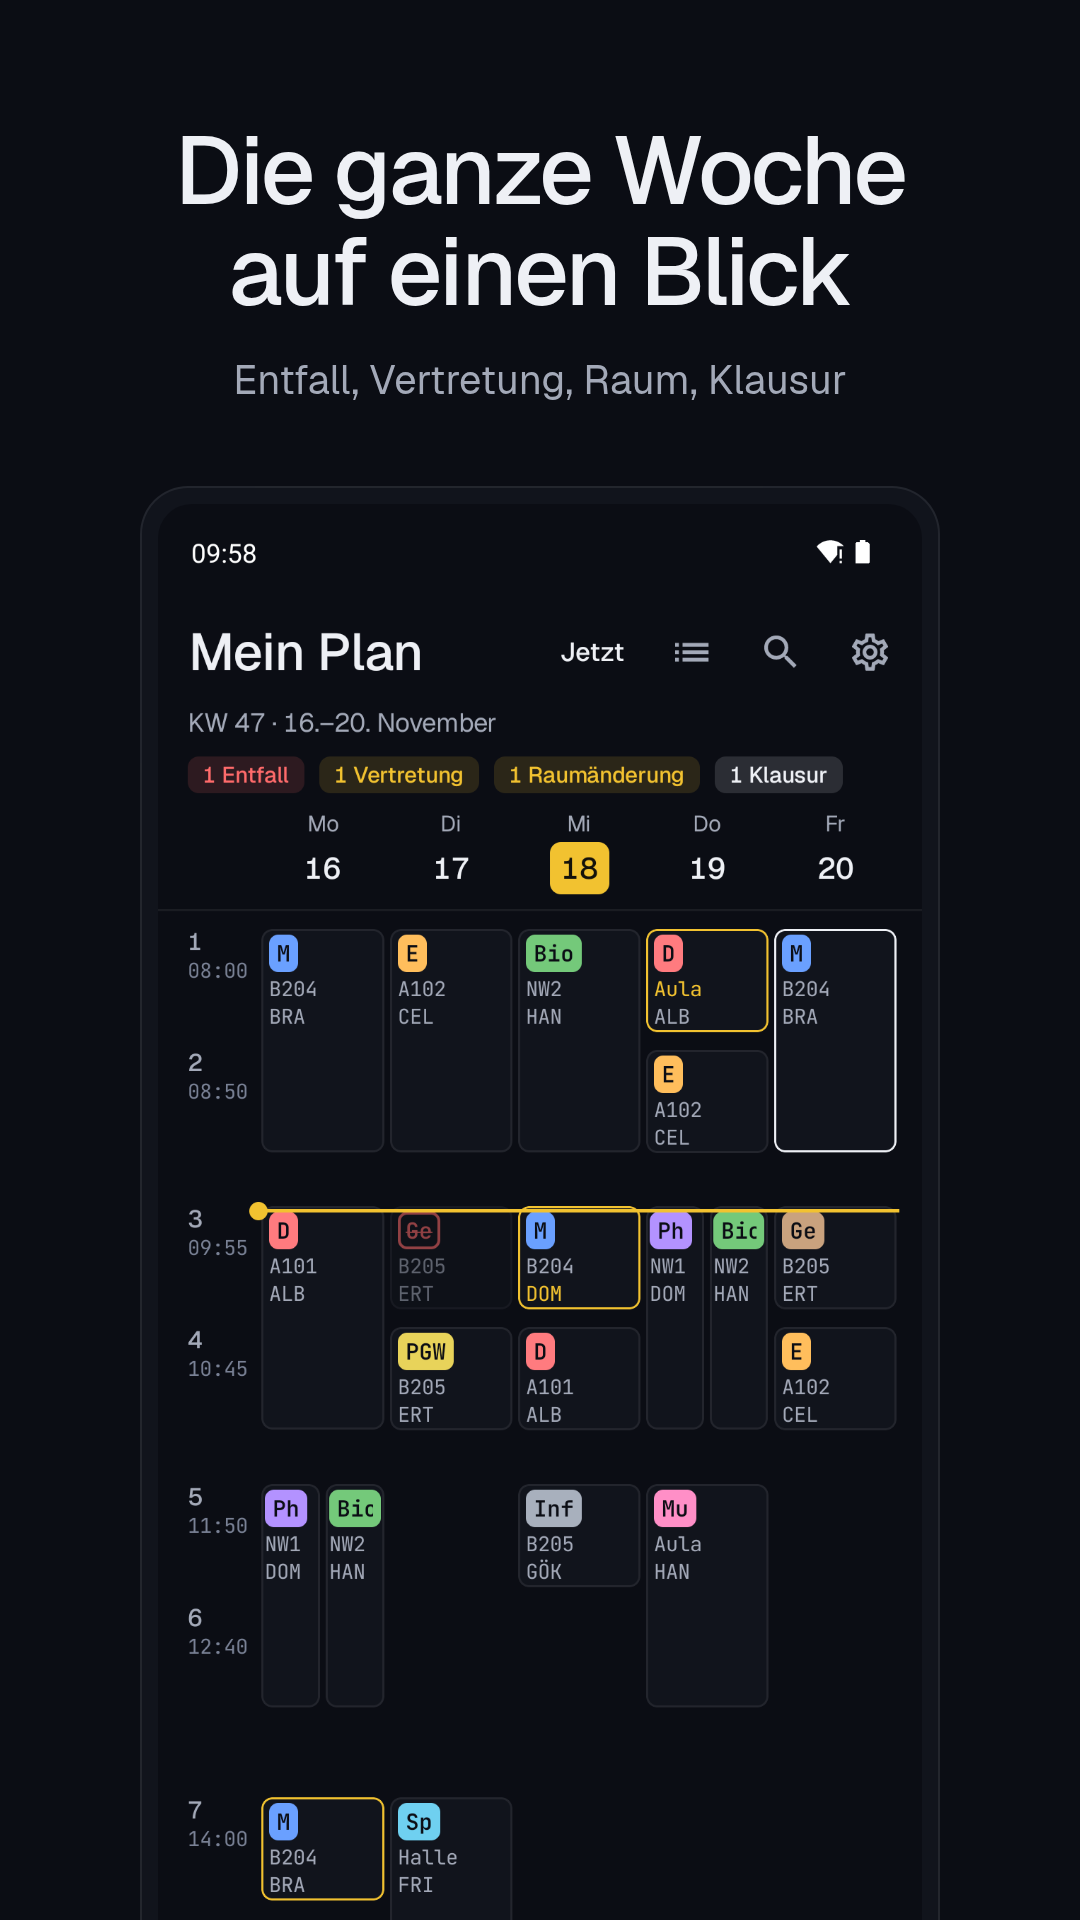 Die ganze Woche
auf einen Blick
Entfall, Vertretung, Raum, Klausur
09:58
Mein Plan Jetzt
KW 47 · 16.–20. November
1 Entfall 1 Vertretung 1 Raumänderung 1 Klausur
Mo Di Mi Do Fr
16 17 18 19 20
1 M E Bio D M
08:00 B204 A102 NW2 Aula B204
BRA CEL HAN ALB BRA
2 E
08:50 A102
CEL
3 D Ge M Ph Bio Ge
09:55 A101 B205 B204 NW1 NW2 B205
ALB ERT DOM DOM HAN ERT
4 PGW D E
10:45 B205 A101 A102
ERT ALB CEL
5 Ph Bio Inf Mu
11:50 NW1 NW2 B205 Aula
DOM HAN GÖK HAN
6
12:40
7 M Sp
14:00 B204 Halle
BRA FRI